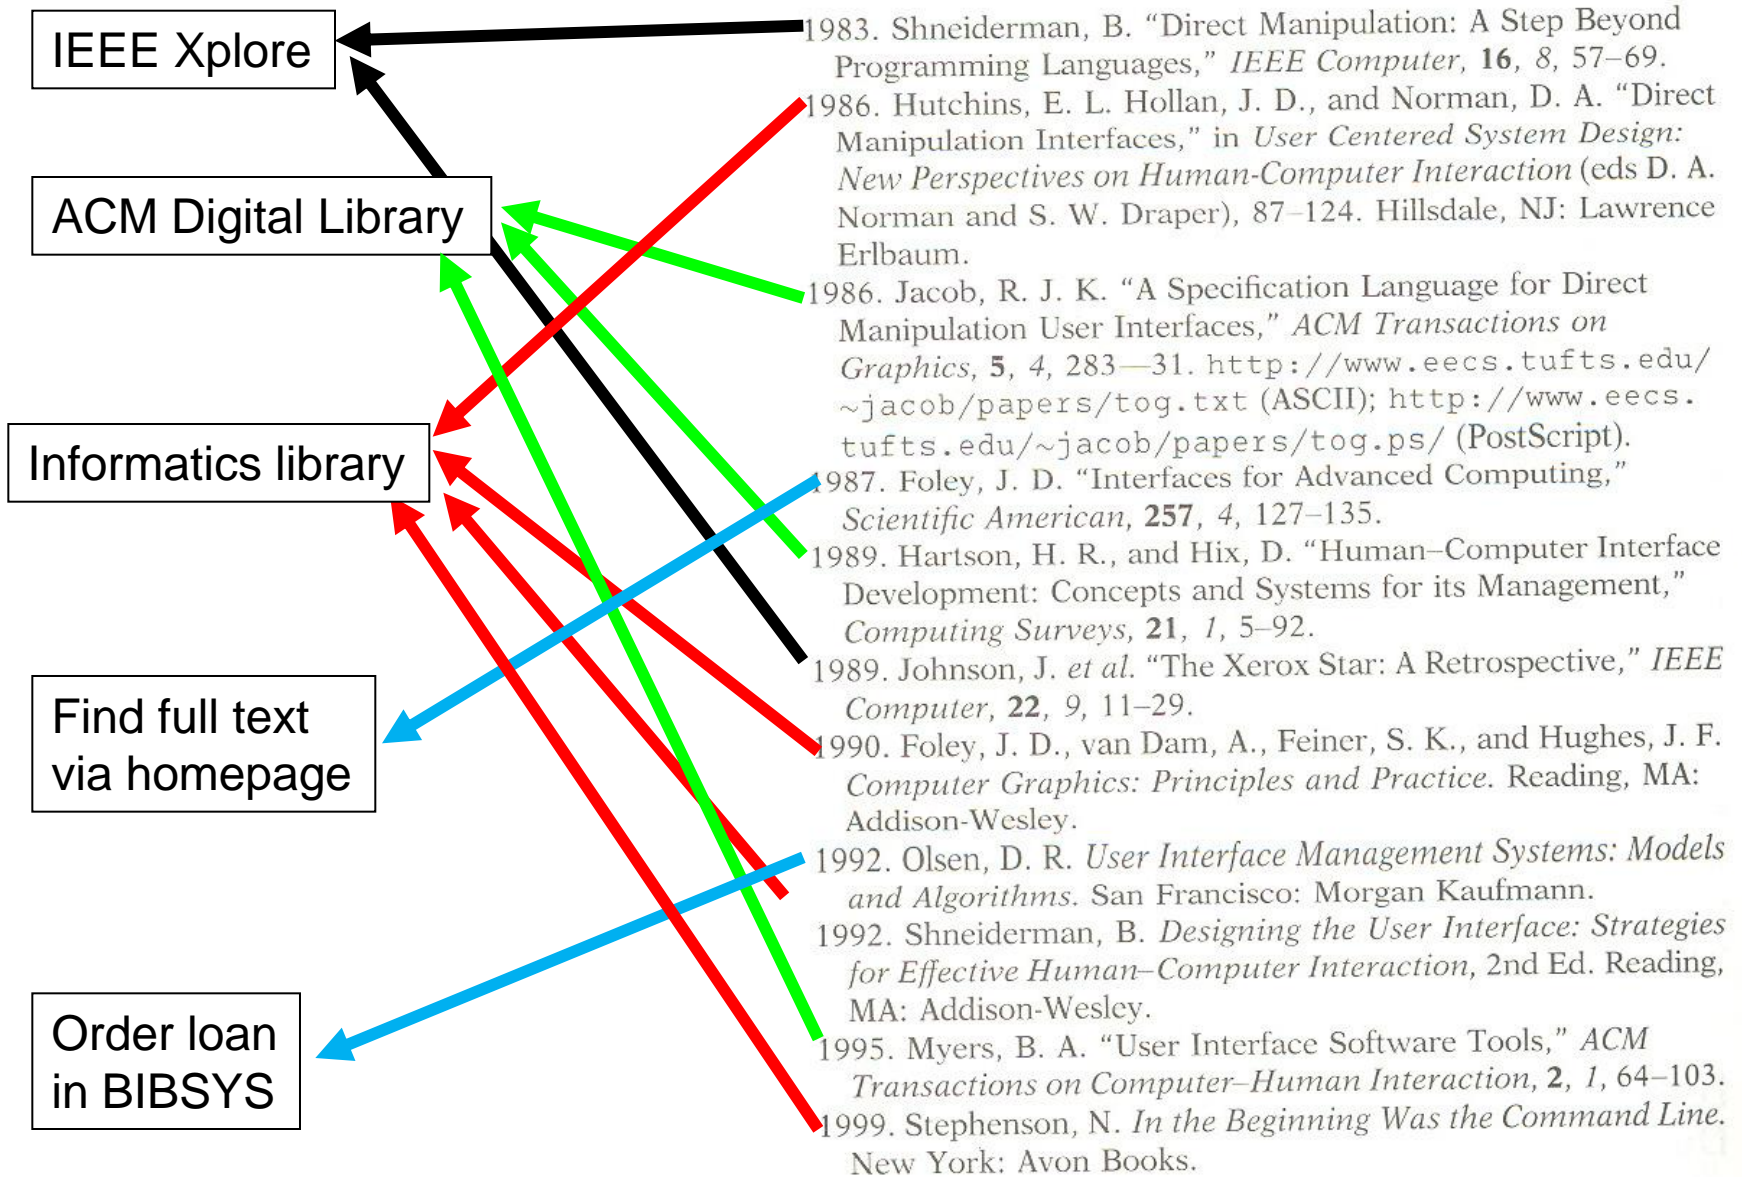 IEEE Xplore
ACM Digital Library
Informatics library
Find full text
via homepage
Order loan
in BIBSYS
1983. Shneiderman, B. “Direct Manipulation: A Step Beyond
Programming Languages,” IEEE Computer, 16, 8, 57–69.
1986. Hutchins, E. L. Hollan, J. D., and Norman, D. A. “Direct
Manipulation Interfaces,” in User Centered System Design:
New Perspectives on Human-Computer Interaction (eds D. A.
Norman and S. W. Draper), 87–124. Hillsdale, NJ: Lawrence
Erlbaum.
1986. Jacob, R. J. K. “A Specification Language for Direct
Manipulation User Interfaces,” ACM Transactions on
Graphics, 5, 4, 283—31. http://www.eecs.tufts.edu/
~jacob/papers/tog.txt (ASCII); http://www.eecs.
tufts.edu/~jacob/papers/tog.ps/ (PostScript).
1987. Foley, J. D. “Interfaces for Advanced Computing,”
Scientific American, 257, 4, 127–135.
1989. Hartson, H. R., and Hix, D. “Human–Computer Interface
Development: Concepts and Systems for its Management,”
Computing Surveys, 21, 1, 5–92.
1989. Johnson, J. et al. “The Xerox Star: A Retrospective,” IEEE
Computer, 22, 9, 11–29.
1990. Foley, J. D., van Dam, A., Feiner, S. K., and Hughes, J. F.
Computer Graphics: Principles and Practice. Reading, MA:
Addison-Wesley.
1992. Olsen, D. R. User Interface Management Systems: Models
and Algorithms. San Francisco: Morgan Kaufmann.
1992. Shneiderman, B. Designing the User Interface: Strategies
for Effective Human–Computer Interaction, 2nd Ed. Reading,
MA: Addison-Wesley.
1995. Myers, B. A. “User Interface Software Tools,” ACM
Transactions on Computer–Human Interaction, 2, 1, 64–103.
1999. Stephenson, N. In the Beginning Was the Command Line.
New York: Avon Books.